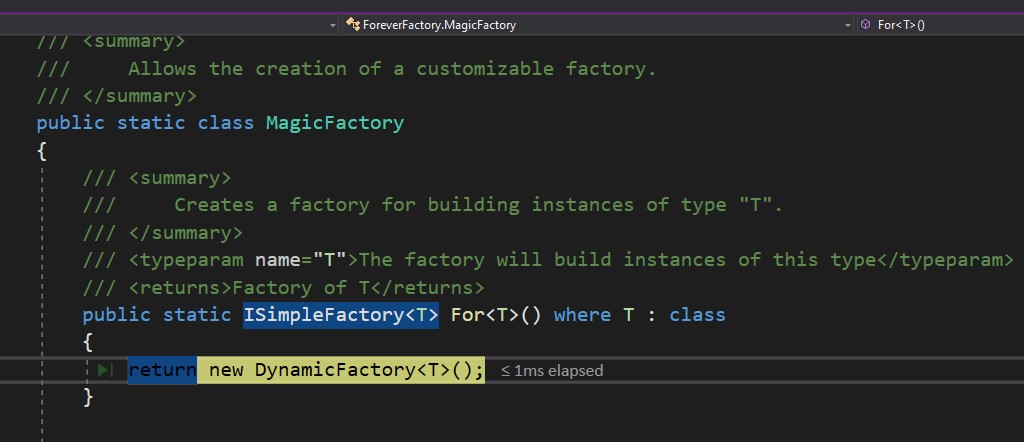 ForeverFactory.MagicFactory For<T>()
/// <summary>
///     Allows the creation of a customizable factory.
/// </summary>
public static class MagicFactory
{
/// <summary>
///     Creates a factory for building instances of type "T".
/// </summary>
/// <typeparam name="T">The factory will build instances of this type</typeparam>
/// <returns>Factory of T</returns>
public static ISimpleFactory<T> For<T>() where T : class
{
return new DynamicFactory<T>(); ≤ 1ms elapsed
}